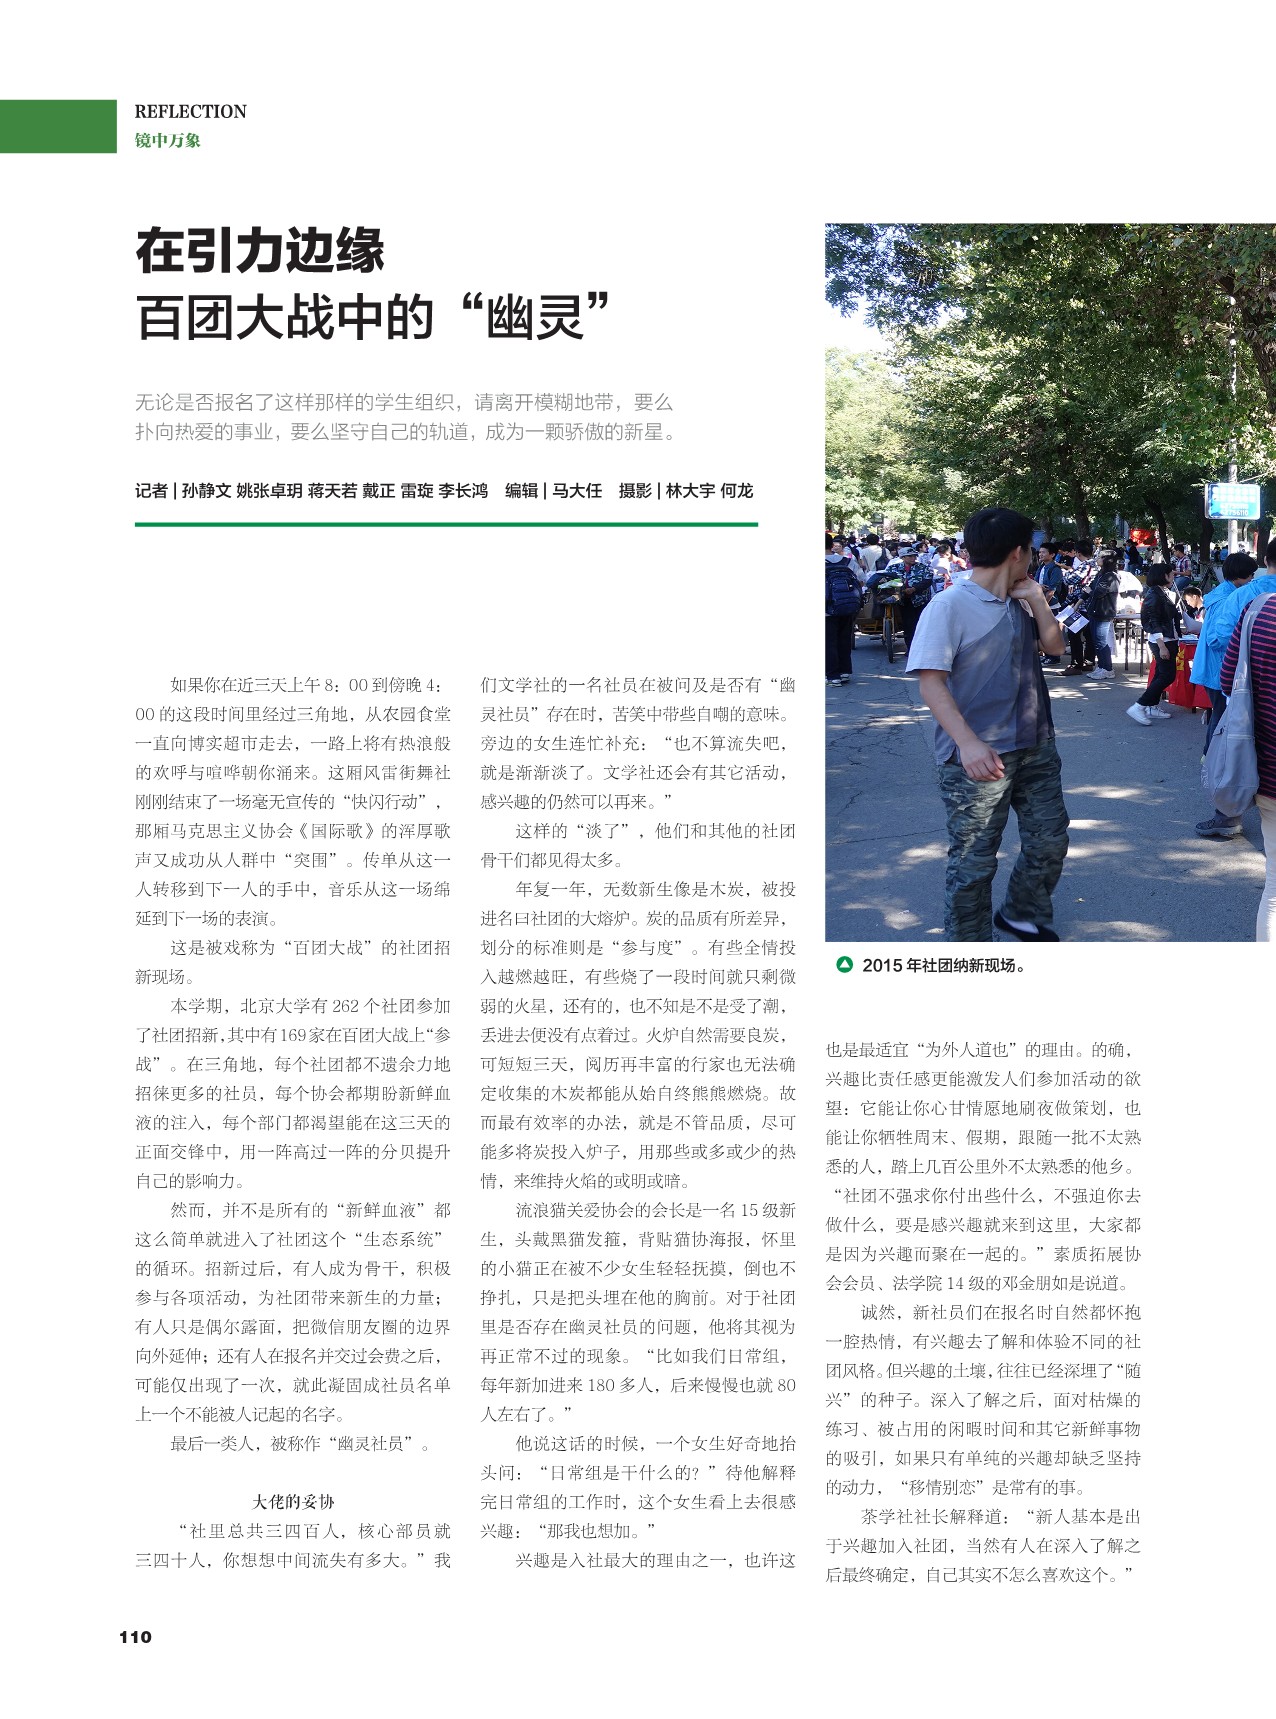 REFLECTION
镜中万象
在引力边缘
百团大战中的“幽灵”
无论是否报名了这样那样的学生组织，请离开模糊地带，要么
扑向热爱的事业，要么坚守自己的轨道，成为一颗骄傲的新星。
记者 | 孙静文 姚张卓玥 蒋天若 戴正 雷琁 李长鸿 编辑 | 马大任 摄影 | 林大宇 何龙
如果你在近三天上午 8：00 到傍晚 4：
00 的这段时间里经过三角地，从农园食堂
一直向博实超市走去，一路上将有热浪般
的欢呼与喧哗朝你涌来。这厢风雷街舞社
刚刚结束了一场毫无宣传的“快闪行动”，
那厢马克思主义协会《国际歌》的浑厚歌
声又成功从人群中“突围”。传单从这一
人转移到下一人的手中，音乐从这一场绵
延到下一场的表演。
这是被戏称为“百团大战”的社团招
新现场。
本学期，北京大学有 262 个社团参加
了社团招新，其中有169家在百团大战上“参
战”。在三角地，每个社团都不遗余力地
招徕更多的社员，每个协会都期盼新鲜血
液的注入，每个部门都渴望能在这三天的
正面交锋中，用一阵高过一阵的分贝提升
自己的影响力。
然而，并不是所有的“新鲜血液”都
这么简单就进入了社团这个“生态系统”
的循环。招新过后，有人成为骨干，积极
参与各项活动，为社团带来新生的力量；
有人只是偶尔露面，把微信朋友圈的边界
向外延伸；还有人在报名并交过会费之后，
可能仅出现了一次，就此凝固成社员名单
上一个不能被人记起的名字。
最后一类人，被称作“幽灵社员”。
大佬的妥协
“社里总共三四百人，核心部员就
三四十人，你想想中间流失有多大。”我
们文学社的一名社员在被问及是否有“幽
灵社员”存在时，苦笑中带些自嘲的意味。
旁边的女生连忙补充：“也不算流失吧，
就是渐渐淡了。文学社还会有其它活动，
感兴趣的仍然可以再来。”
这样的“淡了”，他们和其他的社团
骨干们都见得太多。
年复一年，无数新生像是木炭，被投
进名曰社团的大熔炉。炭的品质有所差异，
划分的标准则是“参与度”。有些全情投
入越燃越旺，有些烧了一段时间就只剩微
弱的火星，还有的，也不知是不是受了潮，
丢进去便没有点着过。火炉自然需要良炭，
可短短三天，阅历再丰富的行家也无法确
定收集的木炭都能从始自终熊熊燃烧。故
而最有效率的办法，就是不管品质，尽可
能多将炭投入炉子，用那些或多或少的热
情，来维持火焰的或明或暗。
流浪猫关爱协会的会长是一名 15 级新
生，头戴黑猫发箍，背贴猫协海报，怀里
的小猫正在被不少女生轻轻抚摸，倒也不
挣扎，只是把头埋在他的胸前。对于社团
里是否存在幽灵社员的问题，他将其视为
再正常不过的现象。“比如我们日常组，
每年新加进来 180 多人，后来慢慢也就 80
人左右了。”
他说这话的时候，一个女生好奇地抬
头问：“日常组是干什么的？”待他解释
完日常组的工作时，这个女生看上去很感
兴趣：“那我也想加。”
兴趣是入社最大的理由之一，也许这
2015 年社团纳新现场。
也是最适宜“为外人道也”的理由。的确，
兴趣比责任感更能激发人们参加活动的欲
望：它能让你心甘情愿地刷夜做策划，也
能让你牺牲周末、假期，跟随一批不太熟
悉的人，踏上几百公里外不太熟悉的他乡。
“社团不强求你付出些什么，不强迫你去
做什么，要是感兴趣就来到这里，大家都
是因为兴趣而聚在一起的。”素质拓展协
会会员、法学院 14 级的邓金朋如是说道。
诚然，新社员们在报名时自然都怀抱
一腔热情，有兴趣去了解和体验不同的社
团风格。但兴趣的土壤，往往已经深埋了“随
兴”的种子。深入了解之后，面对枯燥的
练习、被占用的闲暇时间和其它新鲜事物
的吸引，如果只有单纯的兴趣却缺乏坚持
的动力，“移情别恋”是常有的事。
茶学社社长解释道：“新人基本是出
于兴趣加入社团，当然有人在深入了解之
后最终确定，自己其实不怎么喜欢这个。”
110